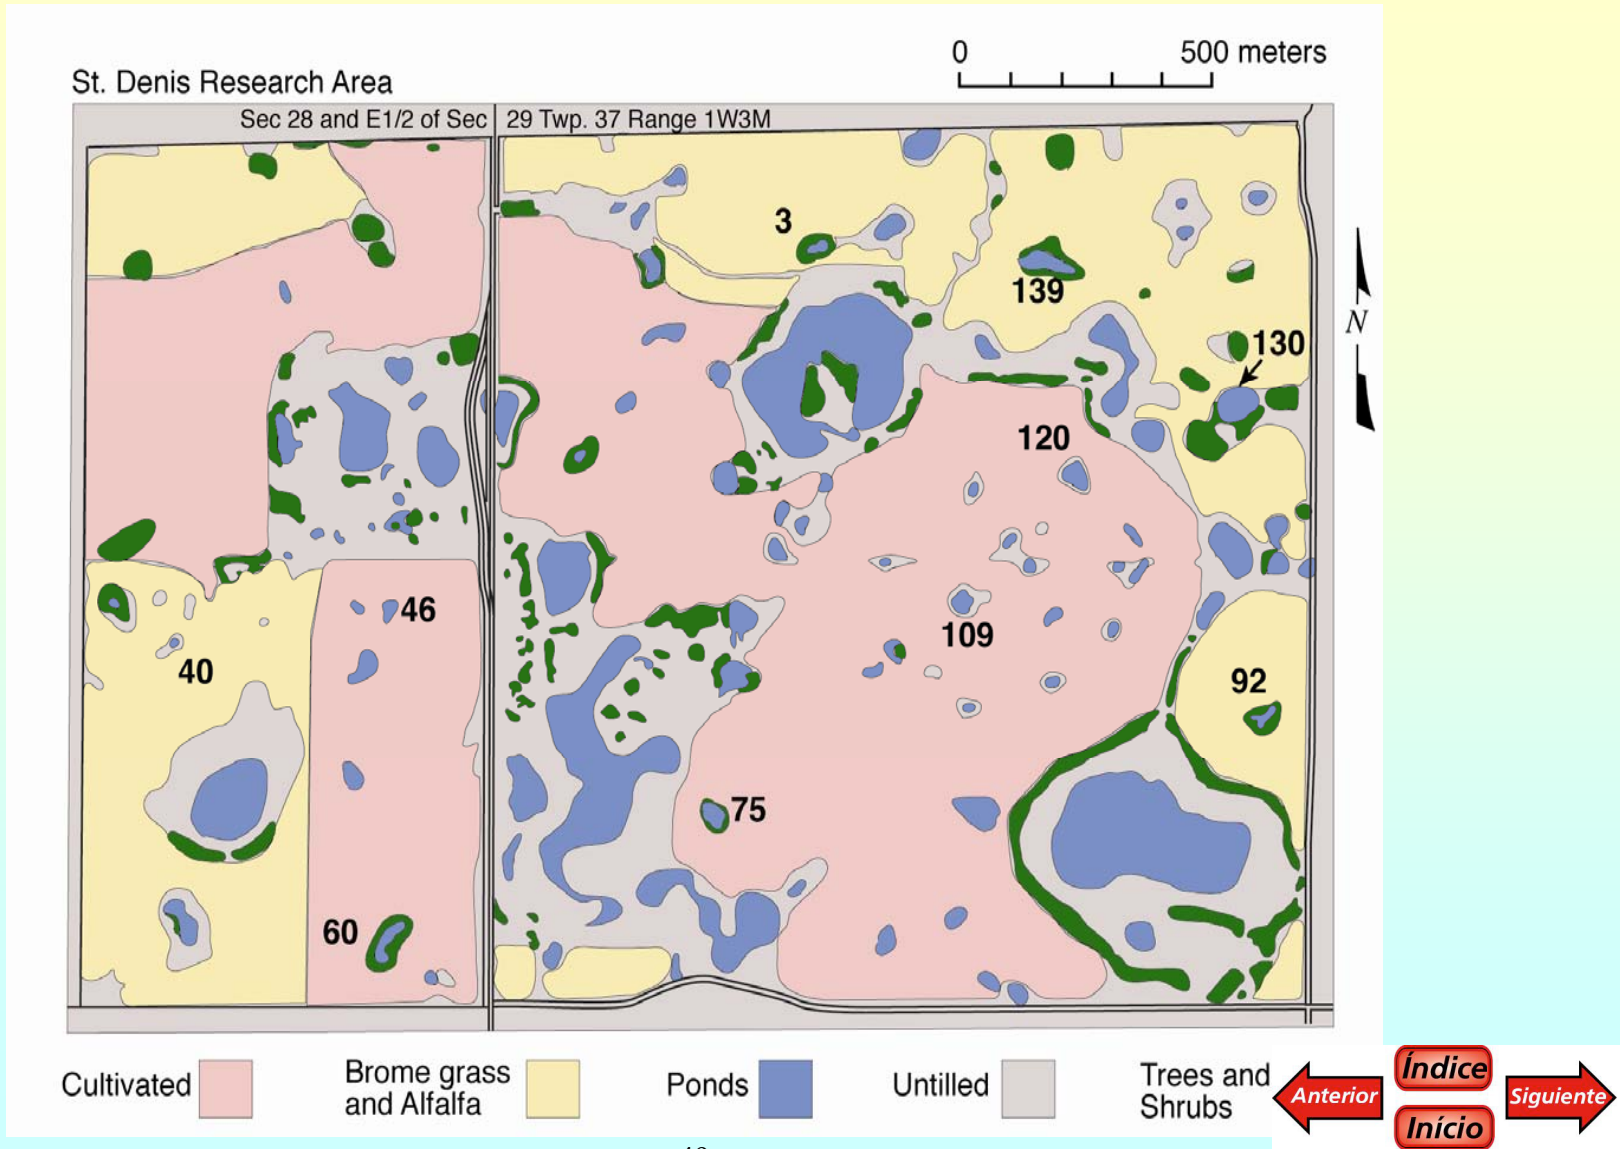 0 500 meters
St. Denis Research Area
Sec 28 and E1/2 of Sec 29 Twp. 37 Range 1W3M
3
139
N
130
120
46
109
40
92
75
60
Cultivated
Brome grass
and Alfalfa
Ponds
Untilled
Trees and
Shrubs
Anterior
Índice
Siguiente
Início